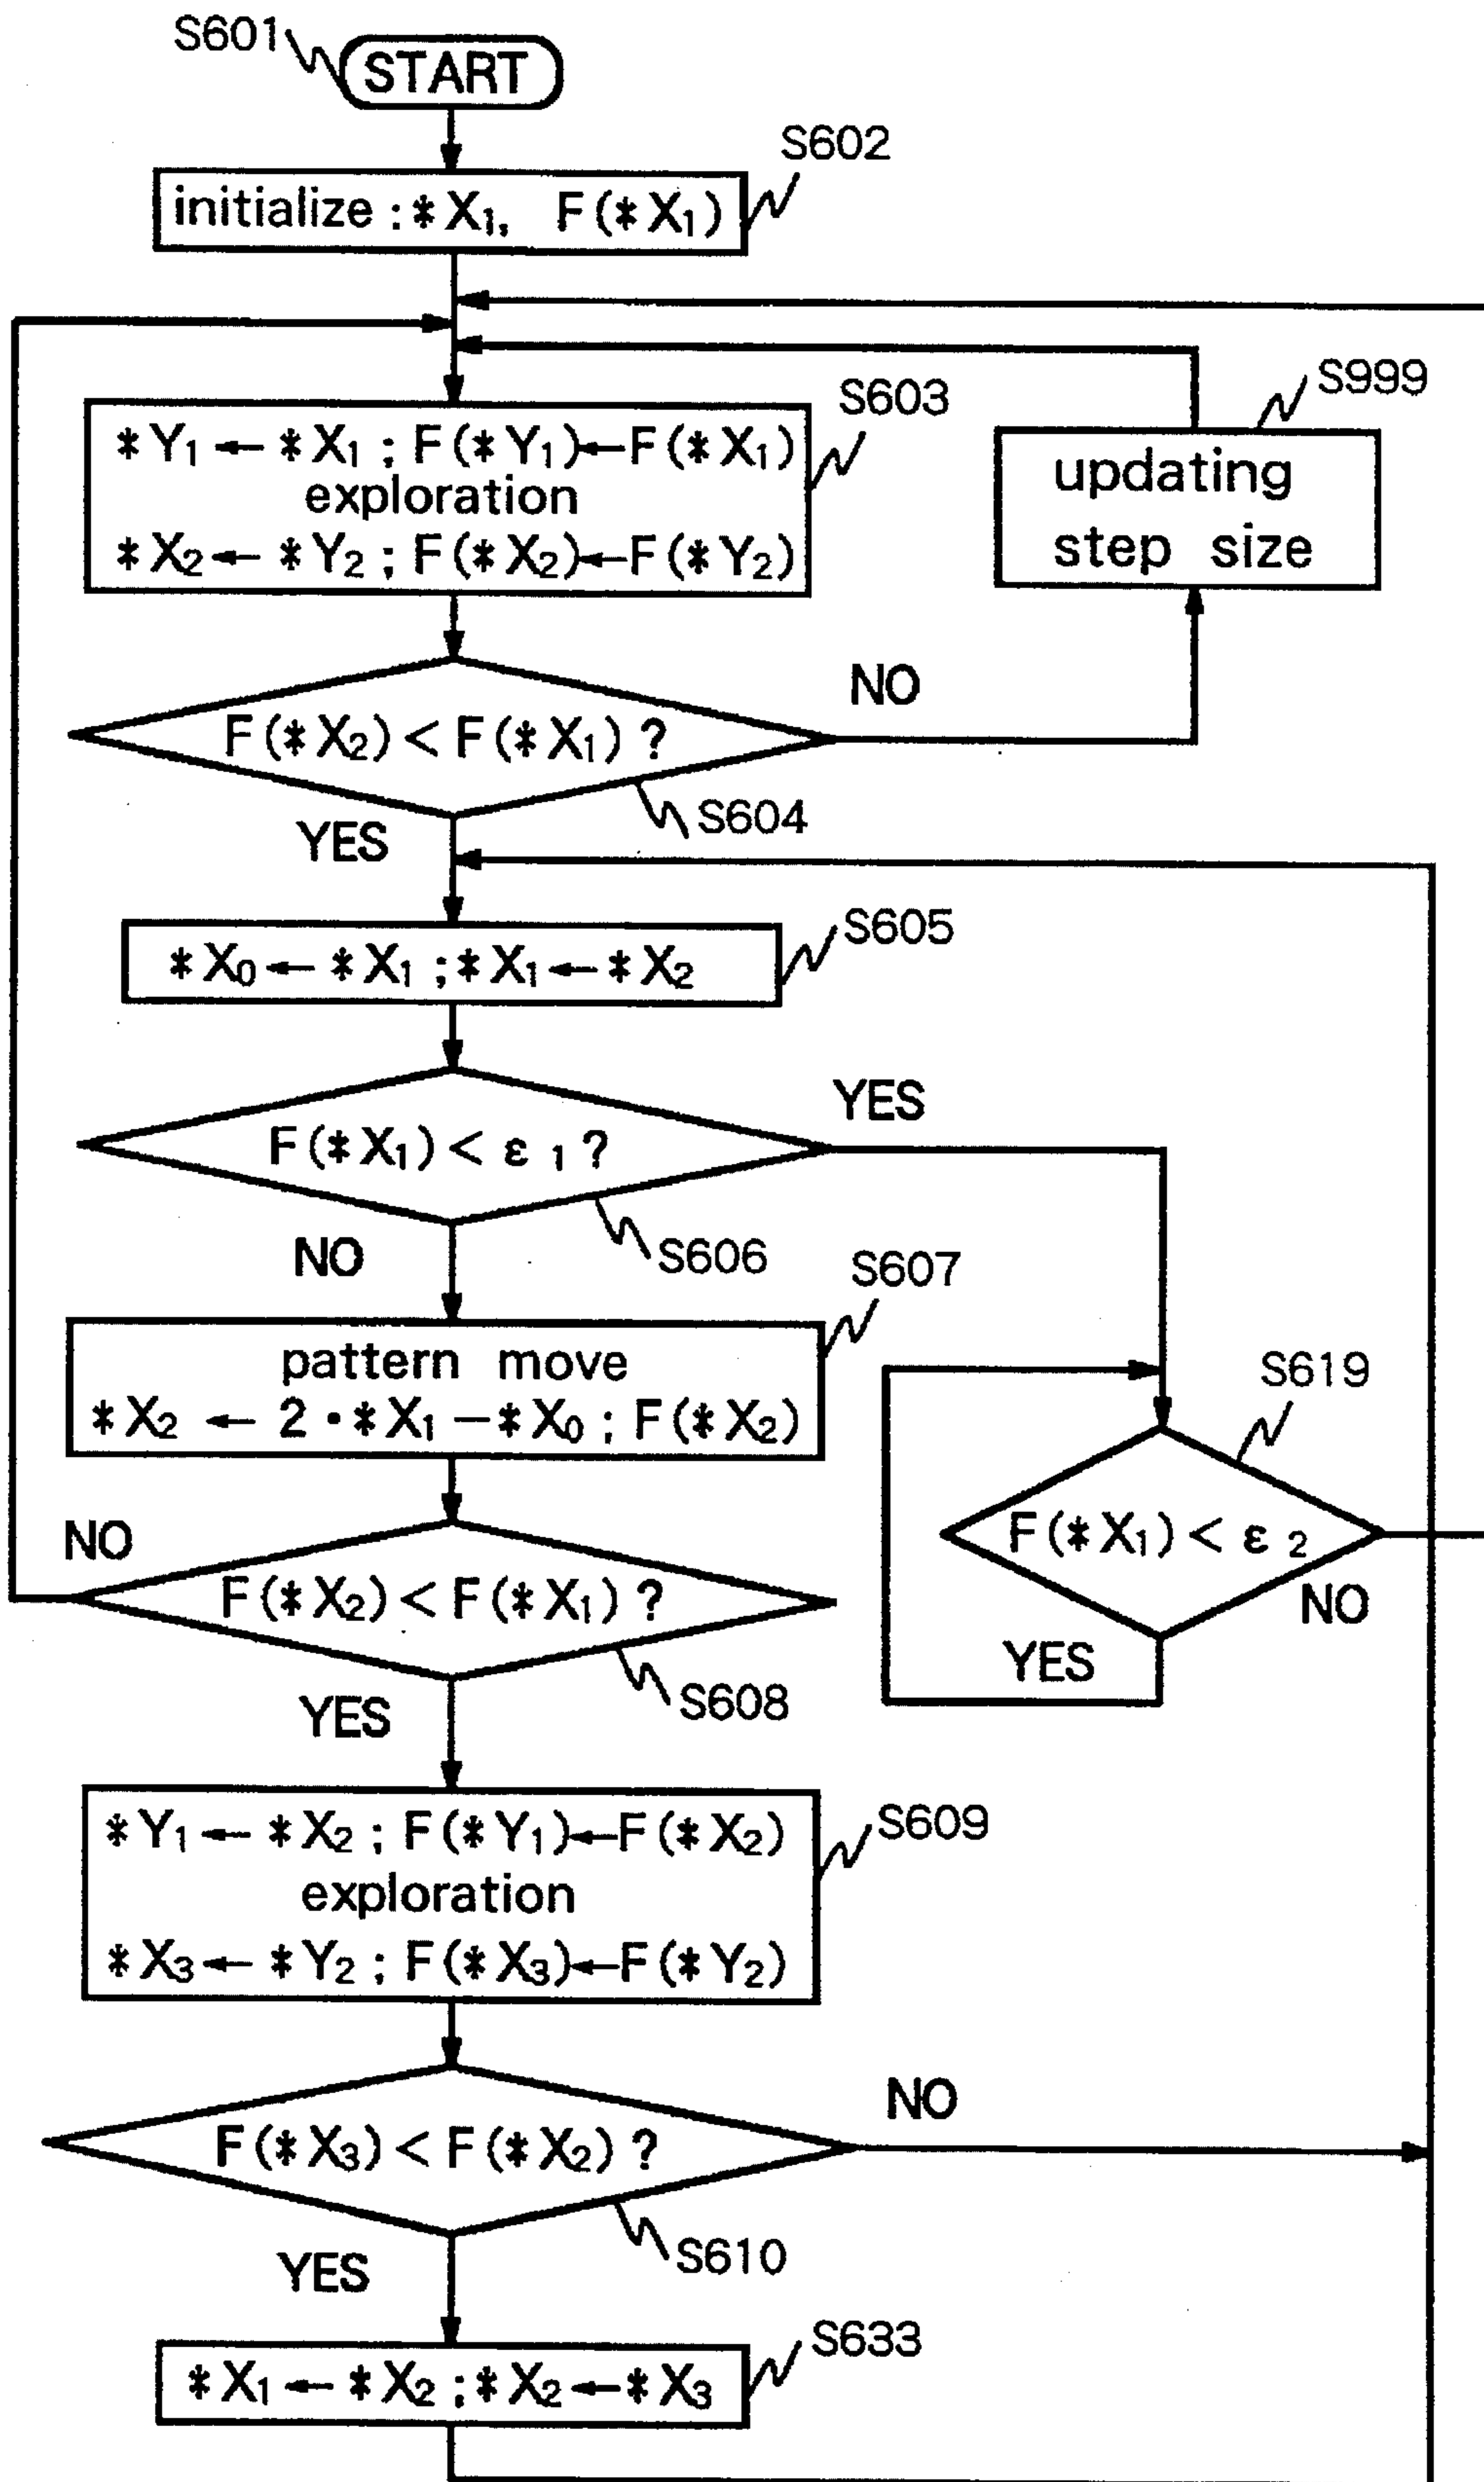 S601
START
S602
initialize : *X₁, F(*X₁)
S603
*Y₁ ← *X₁ ; F(*Y₁) ← F(*X₁)
exploration
*X₂ ← *Y₂ ; F(*X₂) ← F(*Y₂)
S999
updating
step size
F(*X₂) < F(*X₁) ?
NO
S604
YES
S605
*X₀ ← *X₁ ; *X₁ ← *X₂
F(*X₁) < ε ₁ ?
YES
S606
NO
S607
pattern move
*X₂ ← 2 · *X₁ − *X₀ ; F(*X₂)
S619
F(*X₁) < ε ₂
NO
YES
NO
F(*X₂) < F(*X₁) ?
S608
YES
S609
*Y₁ ← *X₂ ; F(*Y₁) ← F(*X₂)
exploration
*X₃ ← *Y₂ ; F(*X₃) ← F(*Y₂)
F(*X₃) < F(*X₂) ?
NO
S610
YES
S633
*X₁ ← *X₂ ; *X₂ ← *X₃